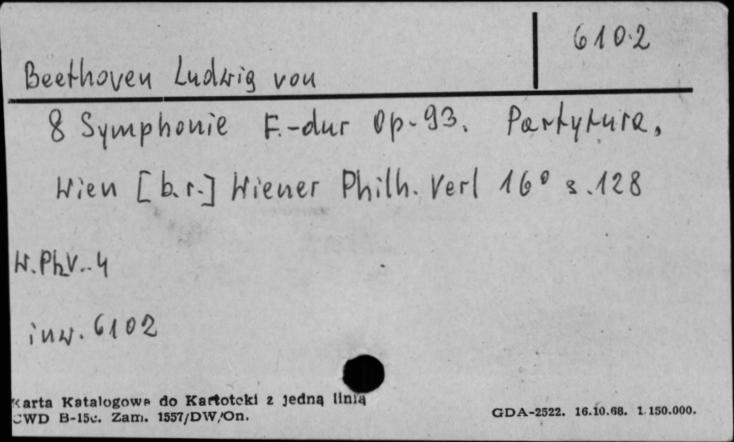 6102
Beethoven Ludwig von
8 Symphonie F.-dur Op-93. Partytura.
Wien [b.r.] Wiener Philh. Verl 16° s.128
W.PhV..4
inw. 6102
Karta Katalogowa do Kartoteki z jedną linią
CWD B-15c. Zam. 1557/DW/On.
GDA-2522. 16.10.68. 1.150.000.